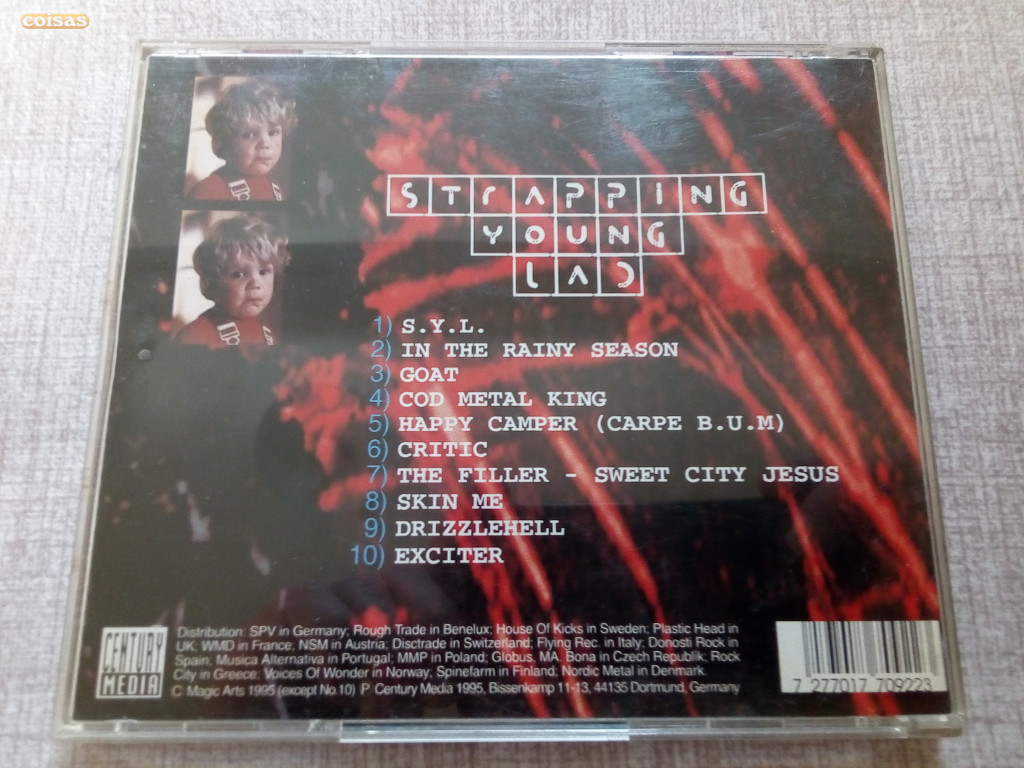 coisas
STRAPPING
YOUNG
LAD
1) S.Y.L.
2) IN THE RAINY SEASON
3) GOAT
4) COD METAL KING
5) HAPPY CAMPER (CARPE B.U.M)
6) CRITIC
7) THE FILLER - SWEET CITY JESUS
8) SKIN ME
9) DRIZZLEHELL
10) EXCITER
CENTURY
MEDIA
Distribution: SPV in Germany; Rough Trade in Benelux; House Of Kicks in Sweden; Plastic Head in
UK; WMD in France; NSM in Austria; Disctrade in Switzerland; Flying Rec. in Italy; Donosti Rock in
Spain; Musica Alternativa in Portugal; MMP in Poland; Globus, MA, Bona in Czech Republik; Rock
City in Greece; Voices Of Wonder in Norway; Spinefarm in Finland; Nordic Metal in Denmark.
C Magic Arts 1995 (except No.10) P Century Media 1995, Bissenkamp 11-13, 44135 Dortmund, Germany
7 277017 709223